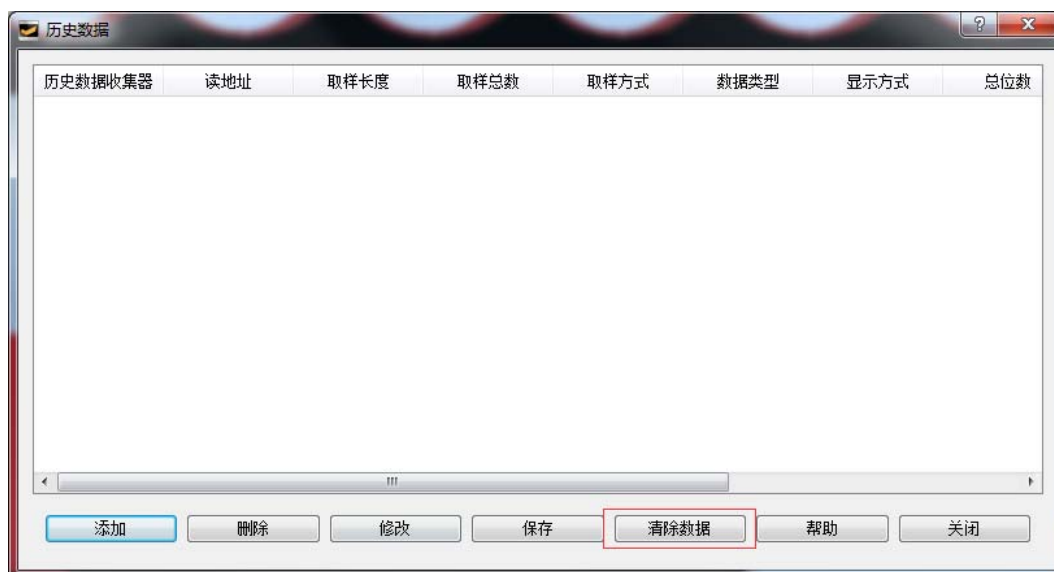 历史数据
历史数据收集器 读地址 取样长度 取样总数 取样方式 数据类型 显示方式 总位数
添加 删除 修改 保存 清除数据 帮助 关闭